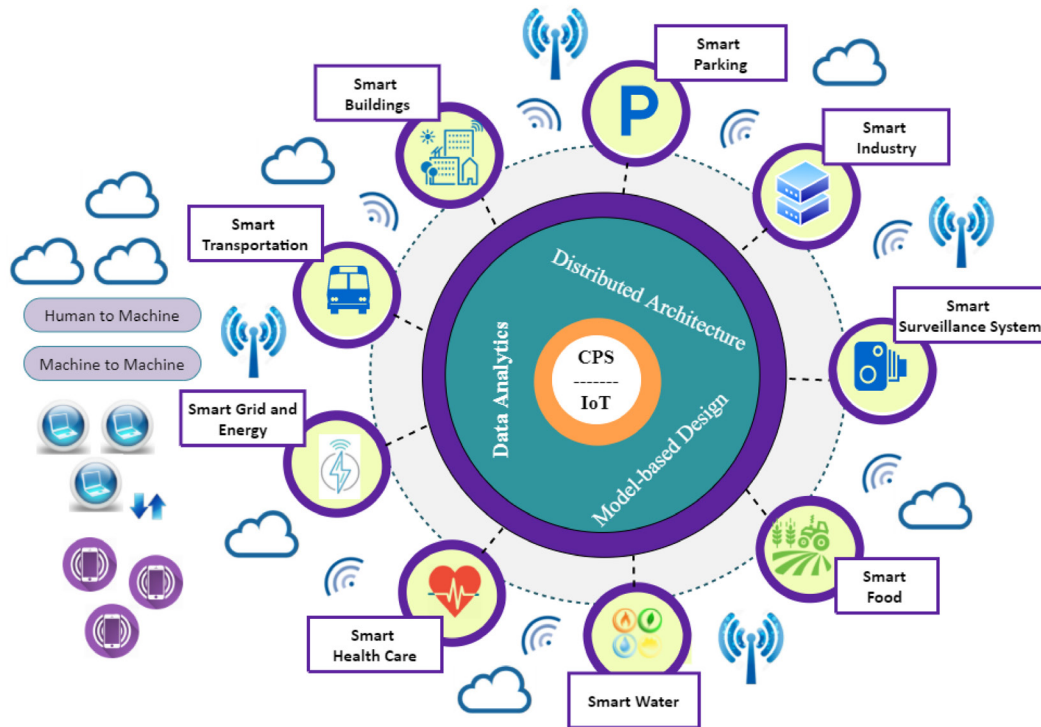 Smart
Parking
P
Smart
Buildings
Smart
Industry
Smart
Transportation
Distributed Architecture
Human to Machine
Smart
Surveillance System
Machine to Machine
Data Analytics
CPS
-------
IoT
Smart Grid and
Energy
Model-based Design
Smart
Food
Smart
Health Care
Smart Water